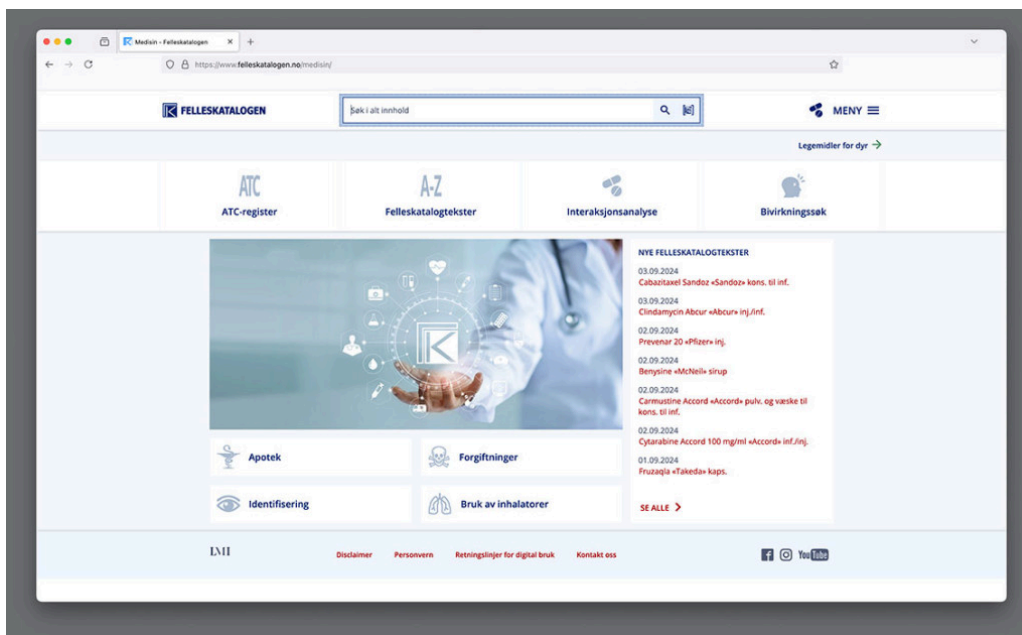 Medisin - Felleskatalogen
https://www.felleskatalogen.no/medisin/
FELLESKATALOGEN
Søk i alt innhold
MENY
Legemidler for dyr
ATC
ATC-register
A-Z
Felleskatalogtekster
Interaksjonsanalyse
Bivirkningssøk
NYE FELLESKATALOGTEKSTER
03.09.2024
Cabazitaxel Sandoz «Sandoz» kons. til inf.
03.09.2024
Clindamycin Abcur «Abcur» inj./inf.
02.09.2024
Prevenar 20 «Pfizer» inj.
02.09.2024
Benysine «McNeil» sirup
02.09.2024
Carmustine Accord «Accord» pulv. og væske til
kons. til inf.
02.09.2024
Cytarabine Accord 100 mg/ml «Accord» inf./inj.
01.09.2024
Fruzaqla «Takeda» kaps.
SE ALLE
Apotek
Forgiftninger
Identifisering
Bruk av inhalatorer
LMI
Disclaimer
Personvern
Retningslinjer for digital bruk
Kontakt oss
YouTube